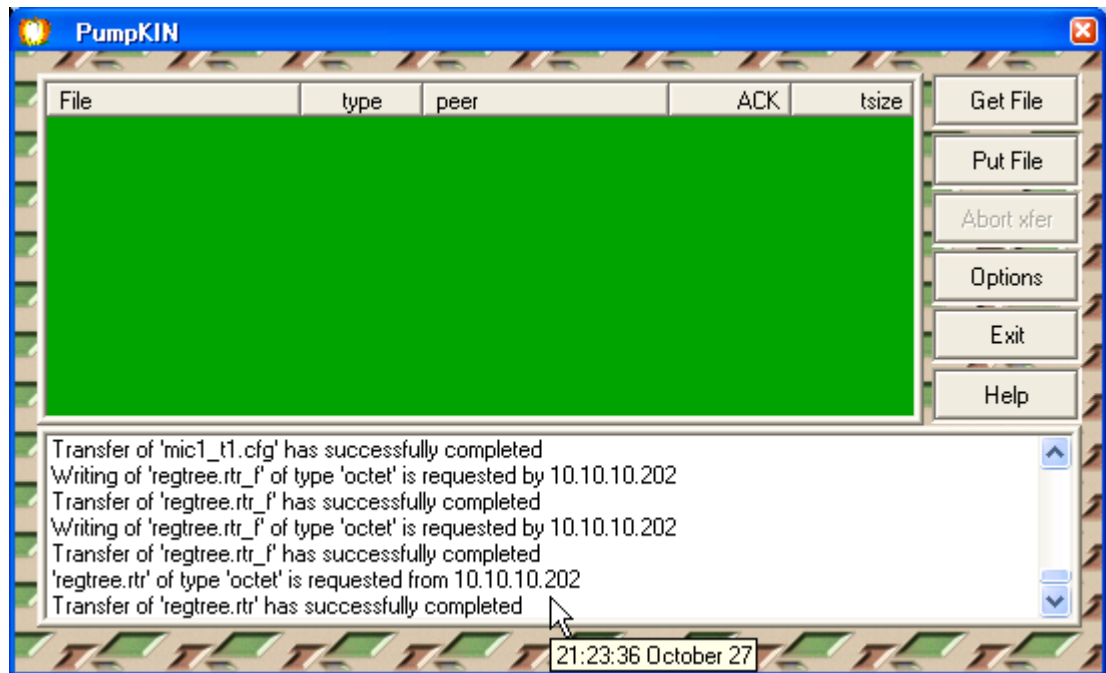 PumpKIN
File type peer ACK tsize
Get File
Put File
Abort xfer
Options
Exit
Help
Transfer of 'mic1_t1.cfg' has successfully completed
Writing of 'regtree.rtr_f' of type 'octet' is requested by 10.10.10.202
Transfer of 'regtree.rtr_f' has successfully completed
Writing of 'regtree.rtr_f' of type 'octet' is requested by 10.10.10.202
Transfer of 'regtree.rtr_f' has successfully completed
'regtree.rtr' of type 'octet' is requested from 10.10.10.202
Transfer of 'regtree.rtr' has successfully completed
21:23:36 October 27